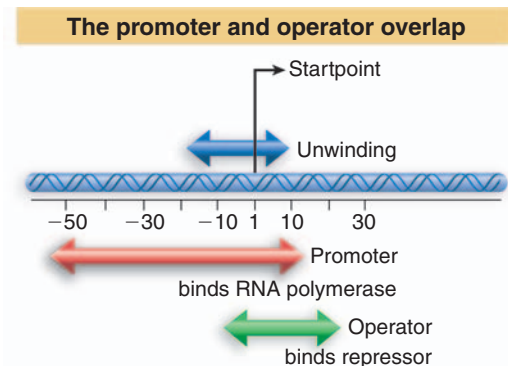 The promoter and operator overlap
Startpoint
Unwinding
−50 −30 −10 1 10 30
Promoter
binds RNA polymerase
Operator
binds repressor